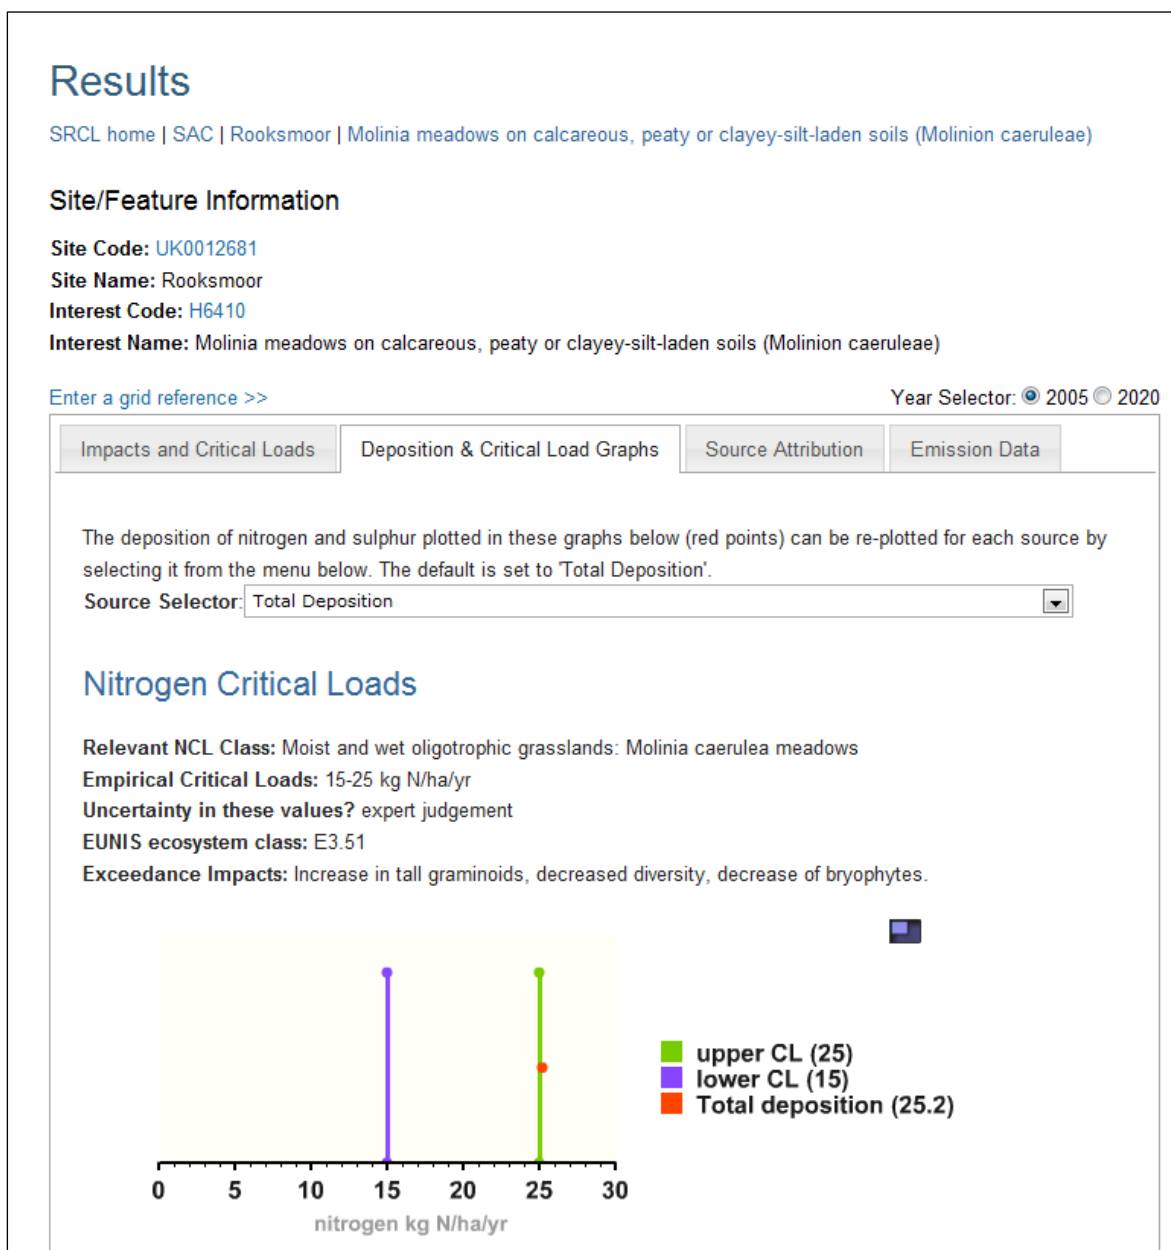 Results
SRCL home | SAC | Rooksmoor | Molinia meadows on calcareous, peaty or clayey-silt-laden soils (Molinion caeruleae)
Site/Feature Information
Site Code: UK0012681
Site Name: Rooksmoor
Interest Code: H6410
Interest Name: Molinia meadows on calcareous, peaty or clayey-silt-laden soils (Molinion caeruleae)
Enter a grid reference >> Year Selector: 2005 2020
Impacts and Critical Loads Deposition & Critical Load Graphs Source Attribution Emission Data
The deposition of nitrogen and sulphur plotted in these graphs below (red points) can be re-plotted for each source by
selecting it from the menu below. The default is set to 'Total Deposition'.
Source Selector: Total Deposition
Nitrogen Critical Loads
Relevant NCL Class: Moist and wet oligotrophic grasslands: Molinia caerulea meadows
Empirical Critical Loads: 15-25 kg N/ha/yr
Uncertainty in these values? expert judgement
EUNIS ecosystem class: E3.51
Exceedance Impacts: Increase in tall graminoids, decreased diversity, decrease of bryophytes.
upper CL (25)
lower CL (15)
Total deposition (25.2)
0 5 10 15 20 25 30
nitrogen kg N/ha/yr